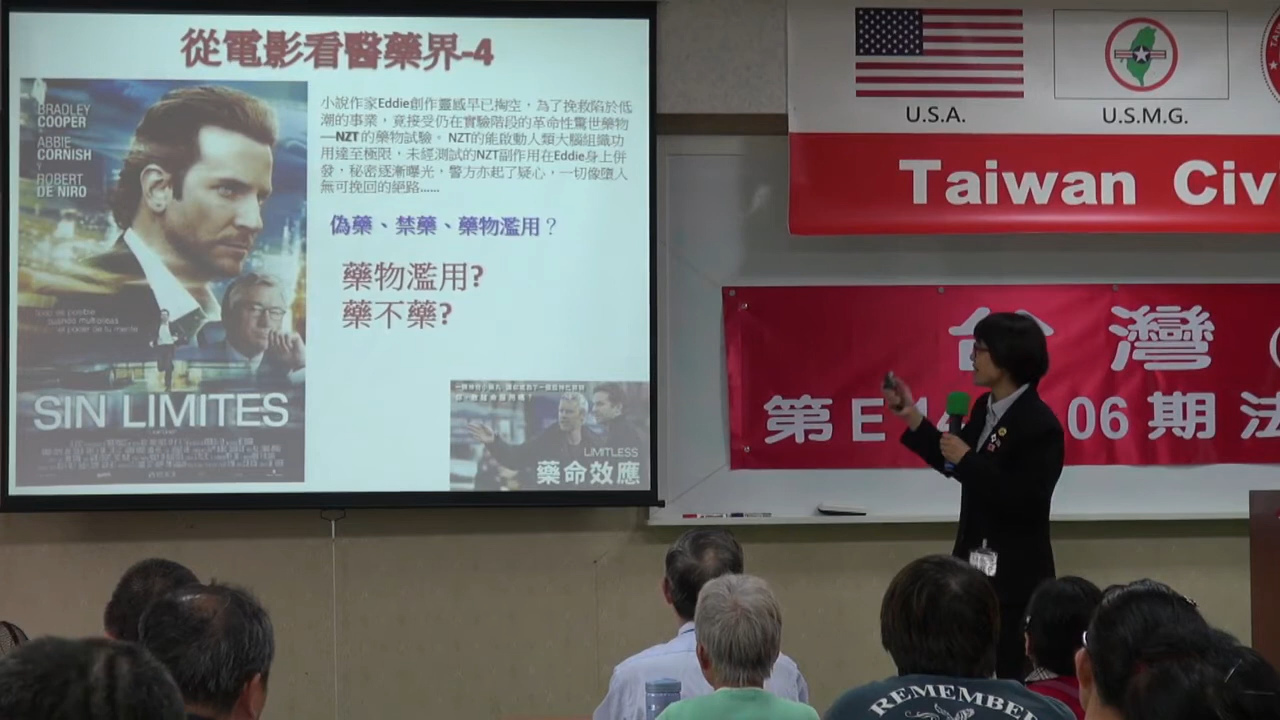 從電影看醫藥界-4
BRADLEY
COOPER
ABBIE
CORNISH
Y
ROBERT
DE NIRO
SIN LIMITES
小說作家Eddie創作靈感早已掏空，為了挽救陷於低
潮的事業，竟接受仍在實驗階段的革命性驚世藥物
—NZT的藥物試驗。NZT的能啟動人類大腦組織功
用達至極限，未經測試的NZT副作用在Eddie身上併
發，秘密逐漸曝光，警方亦起了疑心，一切像墮入
無可挽回的絕路......
偽藥、禁藥、藥物濫用？
藥物濫用?
藥不藥?
LIMITLESS
藥命效應
U.S.A.
U.S.M.G.
Taiwan Civ
台灣
第E1
06期法
REMEMBER